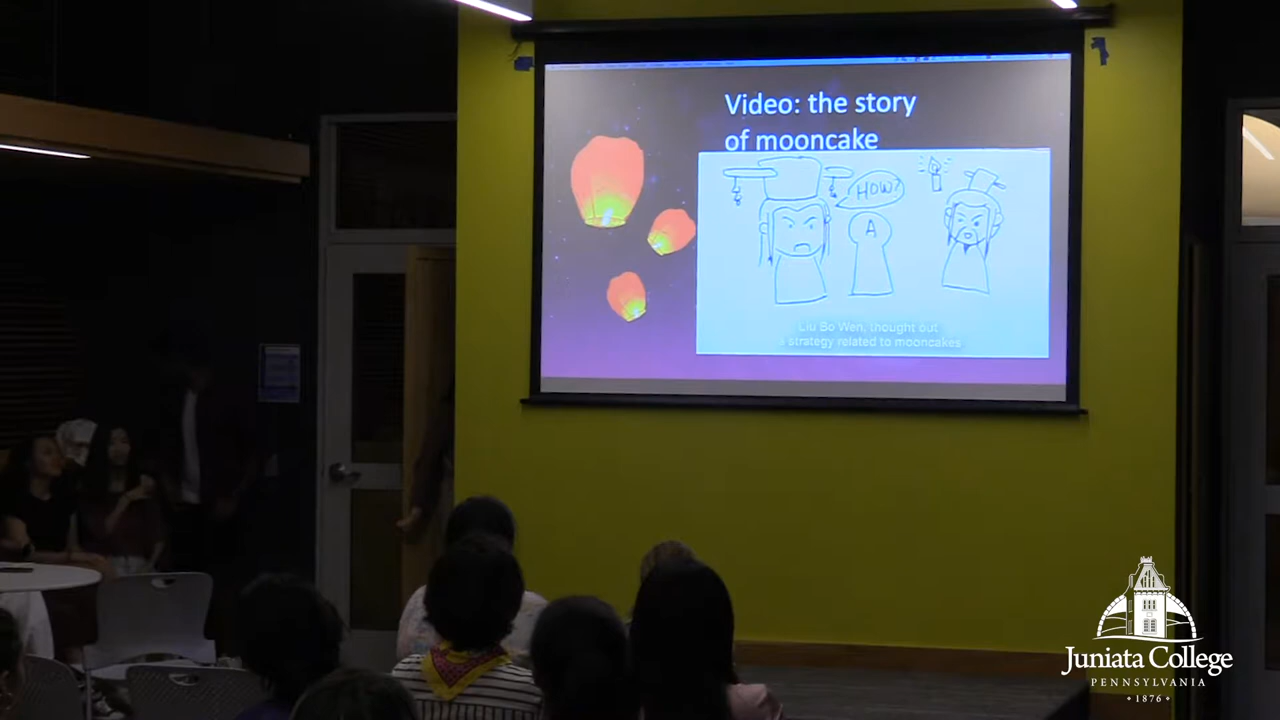 Video: the story
of mooncake
HOW?
A
Liu Bo Wen, thought out
a strategy related to mooncakes
Juniata College
PENNSYLVANIA
• 1876 •